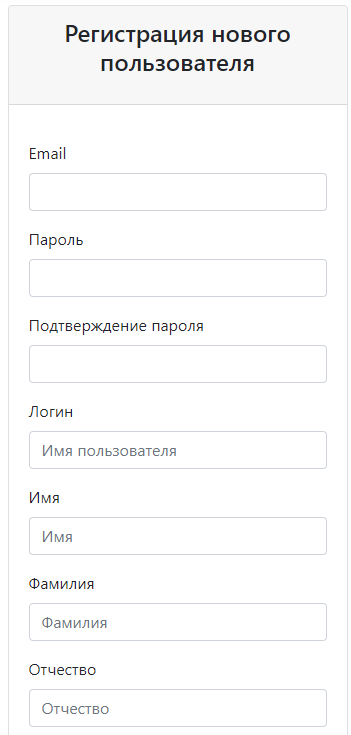 Регистрация нового
пользователя
Email
Пароль
Подтверждение пароля
Логин
Имя пользователя
Имя
Имя
Фамилия
Фамилия
Отчество
Отчество